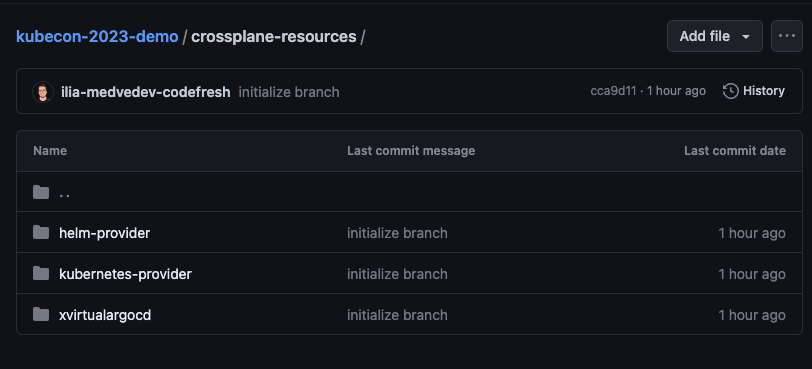 kubecon-2023-demo / crossplane-resources / Add file ...
ilia-medvedev-codefresh initialize branch cca9d11 · 1 hour ago History
Name Last commit message Last commit date
..
helm-provider initialize branch 1 hour ago
kubernetes-provider initialize branch 1 hour ago
xvirtualargocd initialize branch 1 hour ago